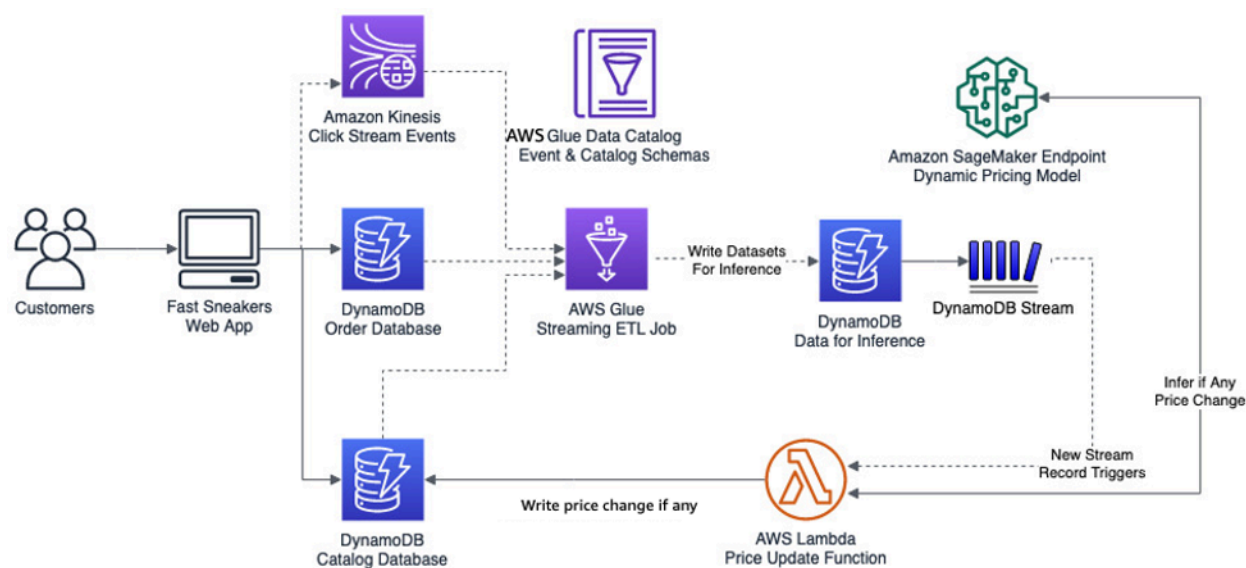 Amazon Kinesis
Click Stream Events
AWS Glue Data Catalog
Event & Catalog Schemas
Amazon SageMaker Endpoint
Dynamic Pricing Model
Customers
Fast Sneakers
Web App
DynamoDB
Order Database
AWS Glue
Streaming ETL Job
Write Datasets
For Inference
DynamoDB
Data for Inference
DynamoDB Stream
Infer if Any
Price Change
New Stream
Record Triggers
DynamoDB
Catalog Database
Write price change if any
AWS Lambda
Price Update Function